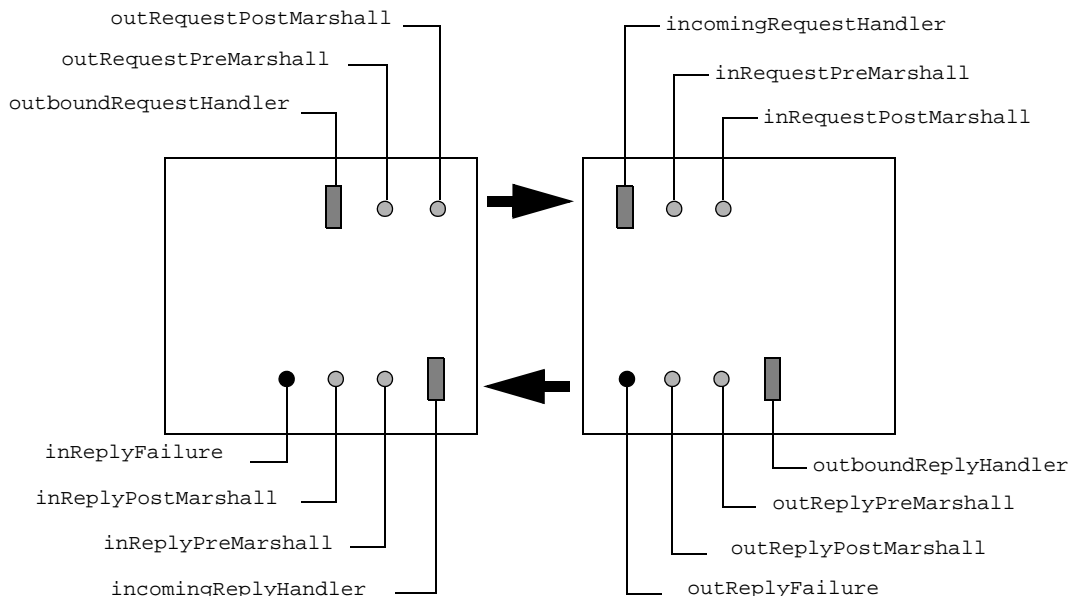 outRequestPostMarshall
outRequestPreMarshall
outboundRequestHandler
incomingRequestHandler
inRequestPreMarshall
inRequestPostMarshall
inReplyFailure
inReplyPostMarshall
inReplyPreMarshall
incomingReplyHandler
outboundReplyHandler
outReplyPreMarshall
outReplyPostMarshall
outReplyFailure